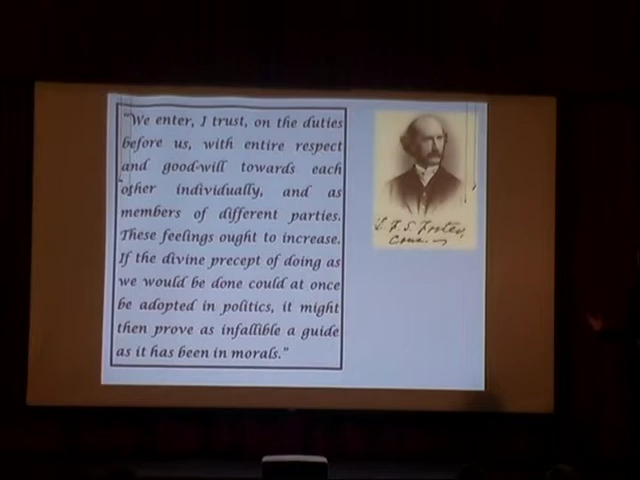 "We enter, I trust, on the duties
before us, with entire respect
and good-will towards each
other individually, and as
members of different parties.
These feelings ought to increase.
If the divine precept of doing as
we would be done could at once
be adopted in politics, it might
then prove as infallible a guide
as it has been in morals."
L. F. S. Foster,
Conn.